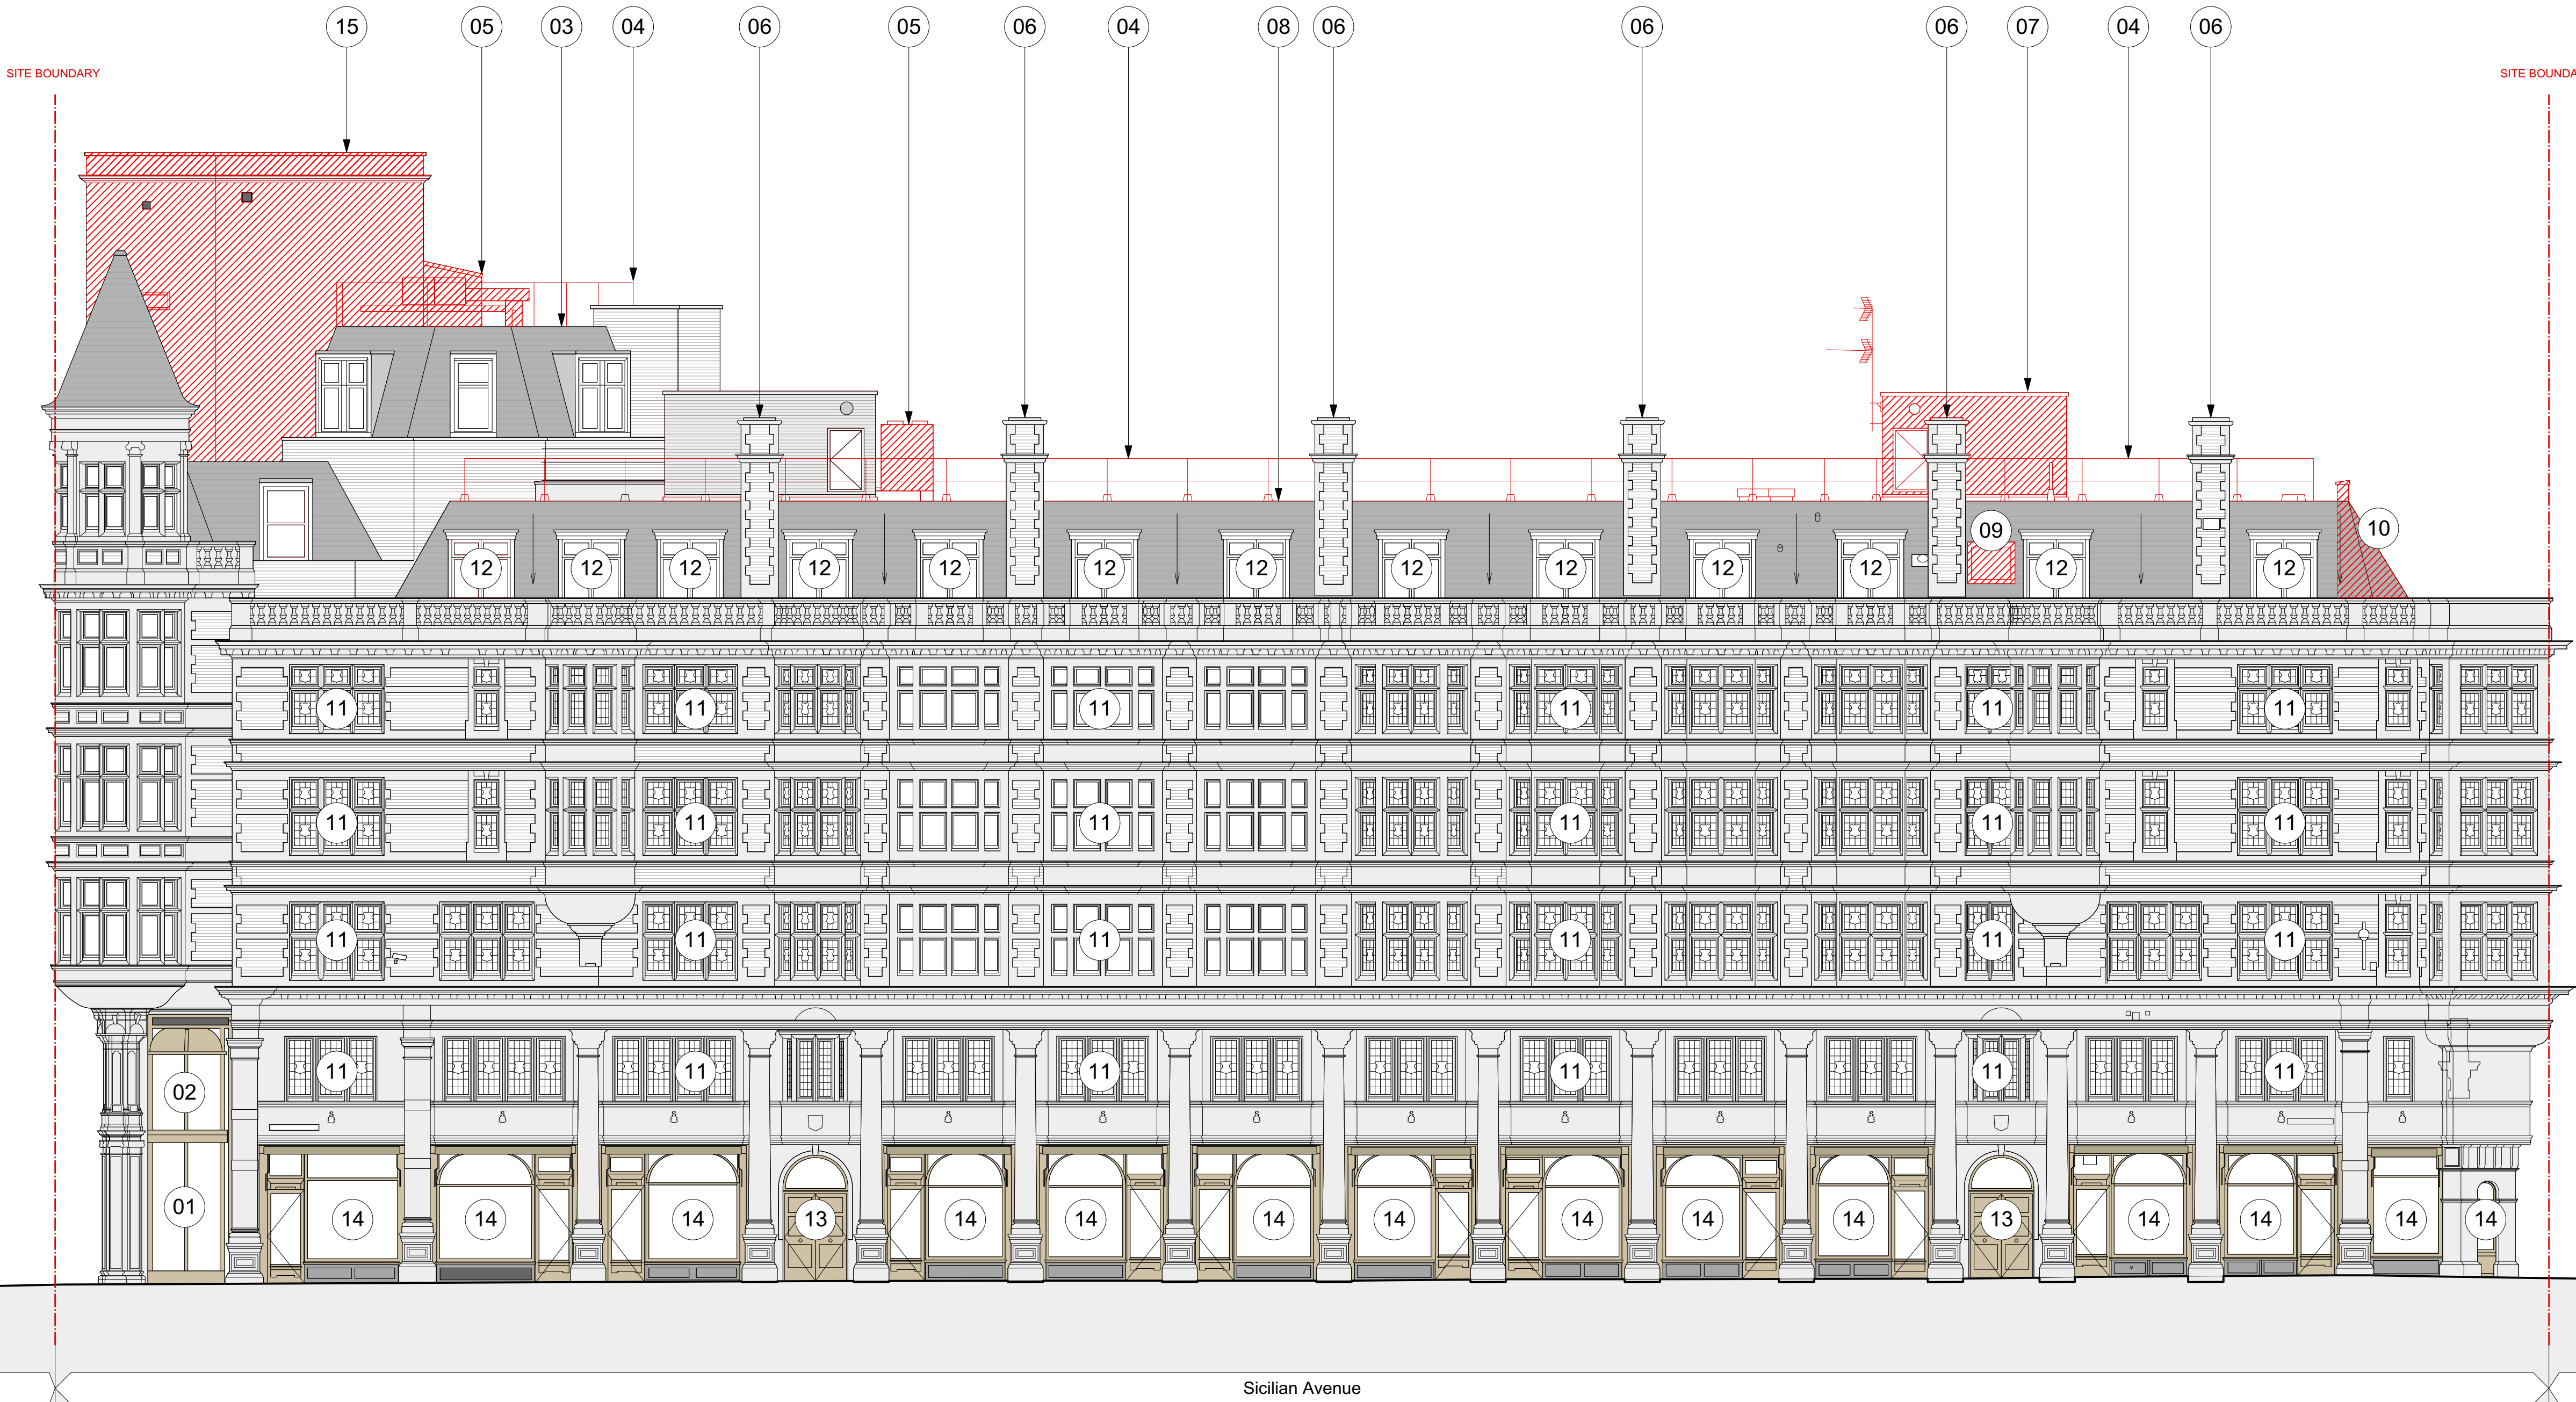 15 05 03 04 06 05 06 04 08 06 06 06 07 04 06
SITE BOUNDARY
SITE BOUNDA
09 10
12 12 12 12 12 12 12 12 12 12 12 12 12
11 11 11 11 11 11
11 11 11 11 11 11
11 11 11 11 11 11
11 11 11 11 11 11
02
01
14 14 14 13 14 14 14 14 14 14 14 13 14 14 14 14
Sicilian Avenue